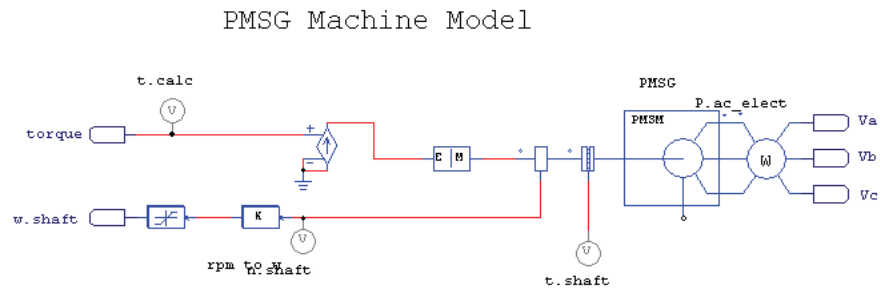 PMSG Machine Model
t.calc
PMSG
P.ac_elect
V
PMSM
Va
torque
+
-
E M
W
Vb
w.shaft
K
Vc
V
V
rpm to w
n.shaft
t.shaft